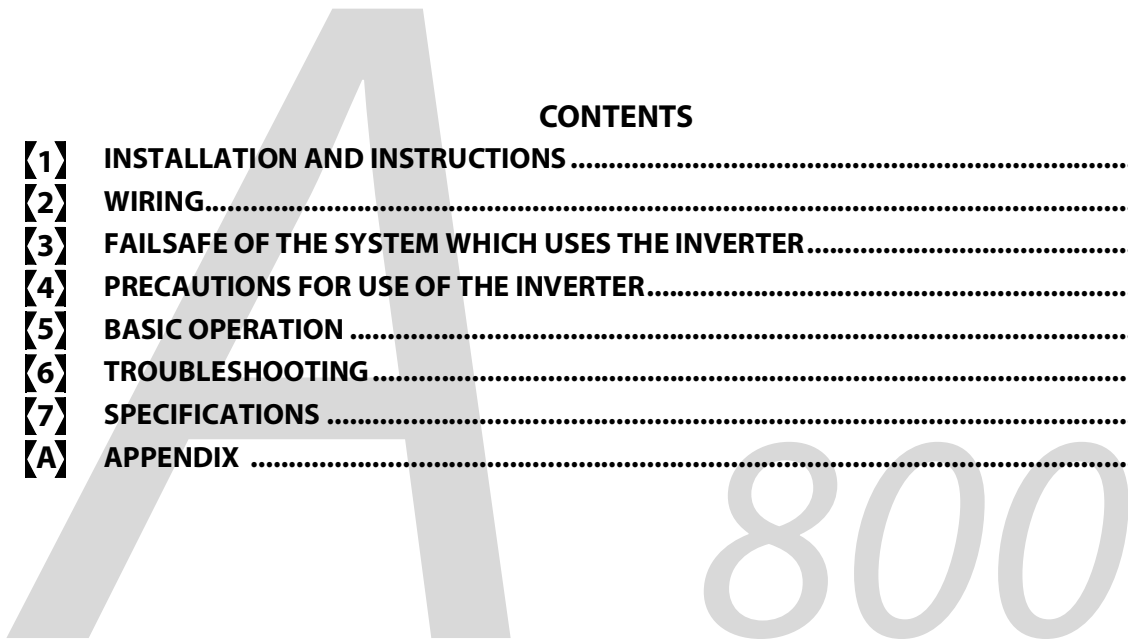 CONTENTS
1 INSTALLATION AND INSTRUCTIONS
2 WIRING
3 FAILSAFE OF THE SYSTEM WHICH USES THE INVERTER
4 PRECAUTIONS FOR USE OF THE INVERTER
5 BASIC OPERATION
6 TROUBLESHOOTING
7 SPECIFICATIONS
A APPENDIX
A 800